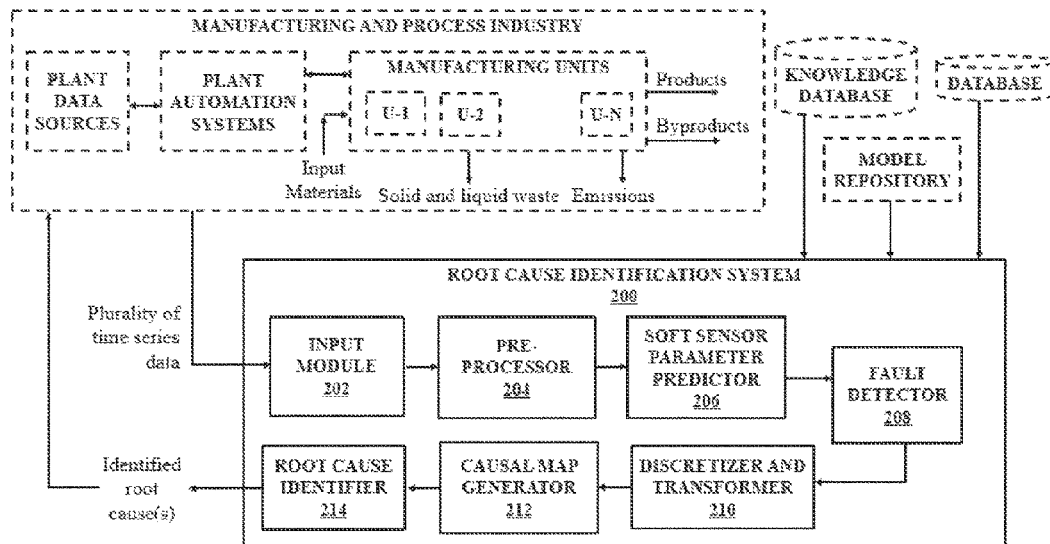 MANUFACTURING AND PROCESS INDUSTRY
PLANT
DATA
SOURCES
PLANT
AUTOMATION
SYSTEMS
MANUFACTURING UNITS
U-1
U-2
U-N
Products
Byproducts
Input
Materials
Solid and liquid waste
Emissions
KNOWLEDGE
DATABASE
DATABASE
MODEL
REPOSITORY
ROOT CAUSE IDENTIFICATION SYSTEM
200
Plurality of
time series
data
INPUT
MODULE
202
PRE-
PROCESSOR
204
SOFT SENSOR
PARAMETER
PREDICTOR
206
FAULT
DETECTOR
208
Identified
root
cause(s)
ROOT CAUSE
IDENTIFIER
214
CAUSAL MAP
GENERATOR
212
DISCRETIZER AND
TRANSFORMER
210